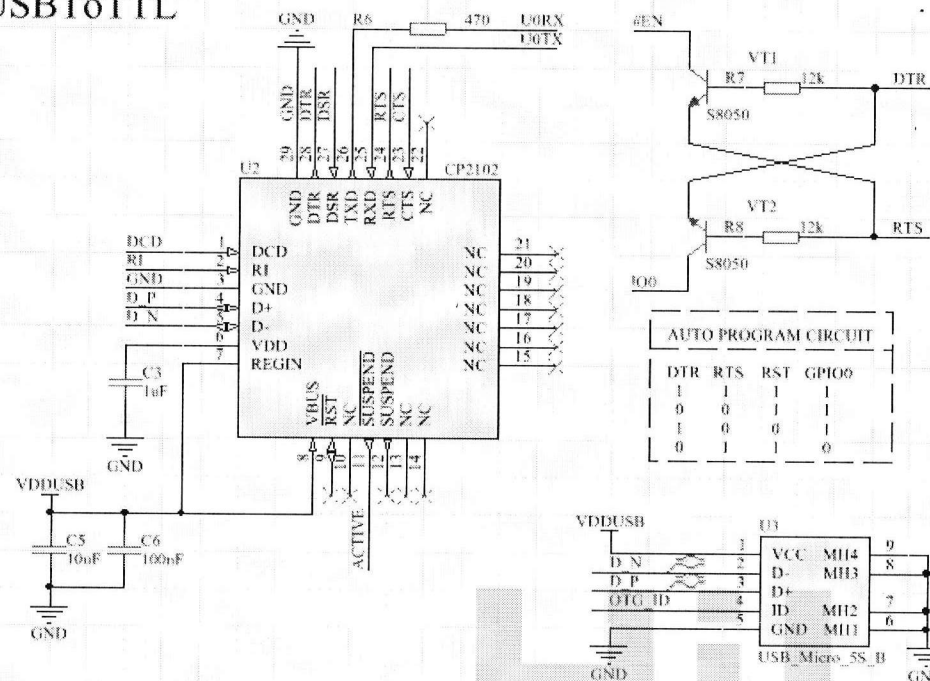 USBToTTL
GND
R6
470
U0RX
U0TX
GND
DTR
DSR
RTS
CTS
29
28
27
26
25
24
23
22
U2
CP2102
GND
DTR
DSR
TXD
RXD
RTS
CTS
NC
DCD
1
DCD
RI
2
RI
GND
3
GND
D_P
4
D+
D_N
5
D-
6
VDD
7
REGIN
NC
21
NC
20
NC
19
NC
18
NC
17
NC
16
NC
15
VBUS
RST
NC
SUSPEND
SUSPEND
NC
NC
8
9
10
11
12
13
14
ACTIVE
C3
1uF
GND
VDDUSB
C5
10uF
C6
100nF
GND
#EN
VT1
R7
12k
DTR
S8050
VT2
R8
12k
RTS
S8050
IO0
AUTO PROGRAM CIRCUIT
DTR RTS RST GPIO0
1 1 1 1
0 0 1 1
1 0 0 1
0 1 1 0
VDDUSB
U3
1
VCC
MH4
9
D_N
2
D-
MH3
8
D_P
3
D+
OTG_ID
4
ID
MH2
7
5
GND
MH1
6
USB_Micro_5S_B
GND